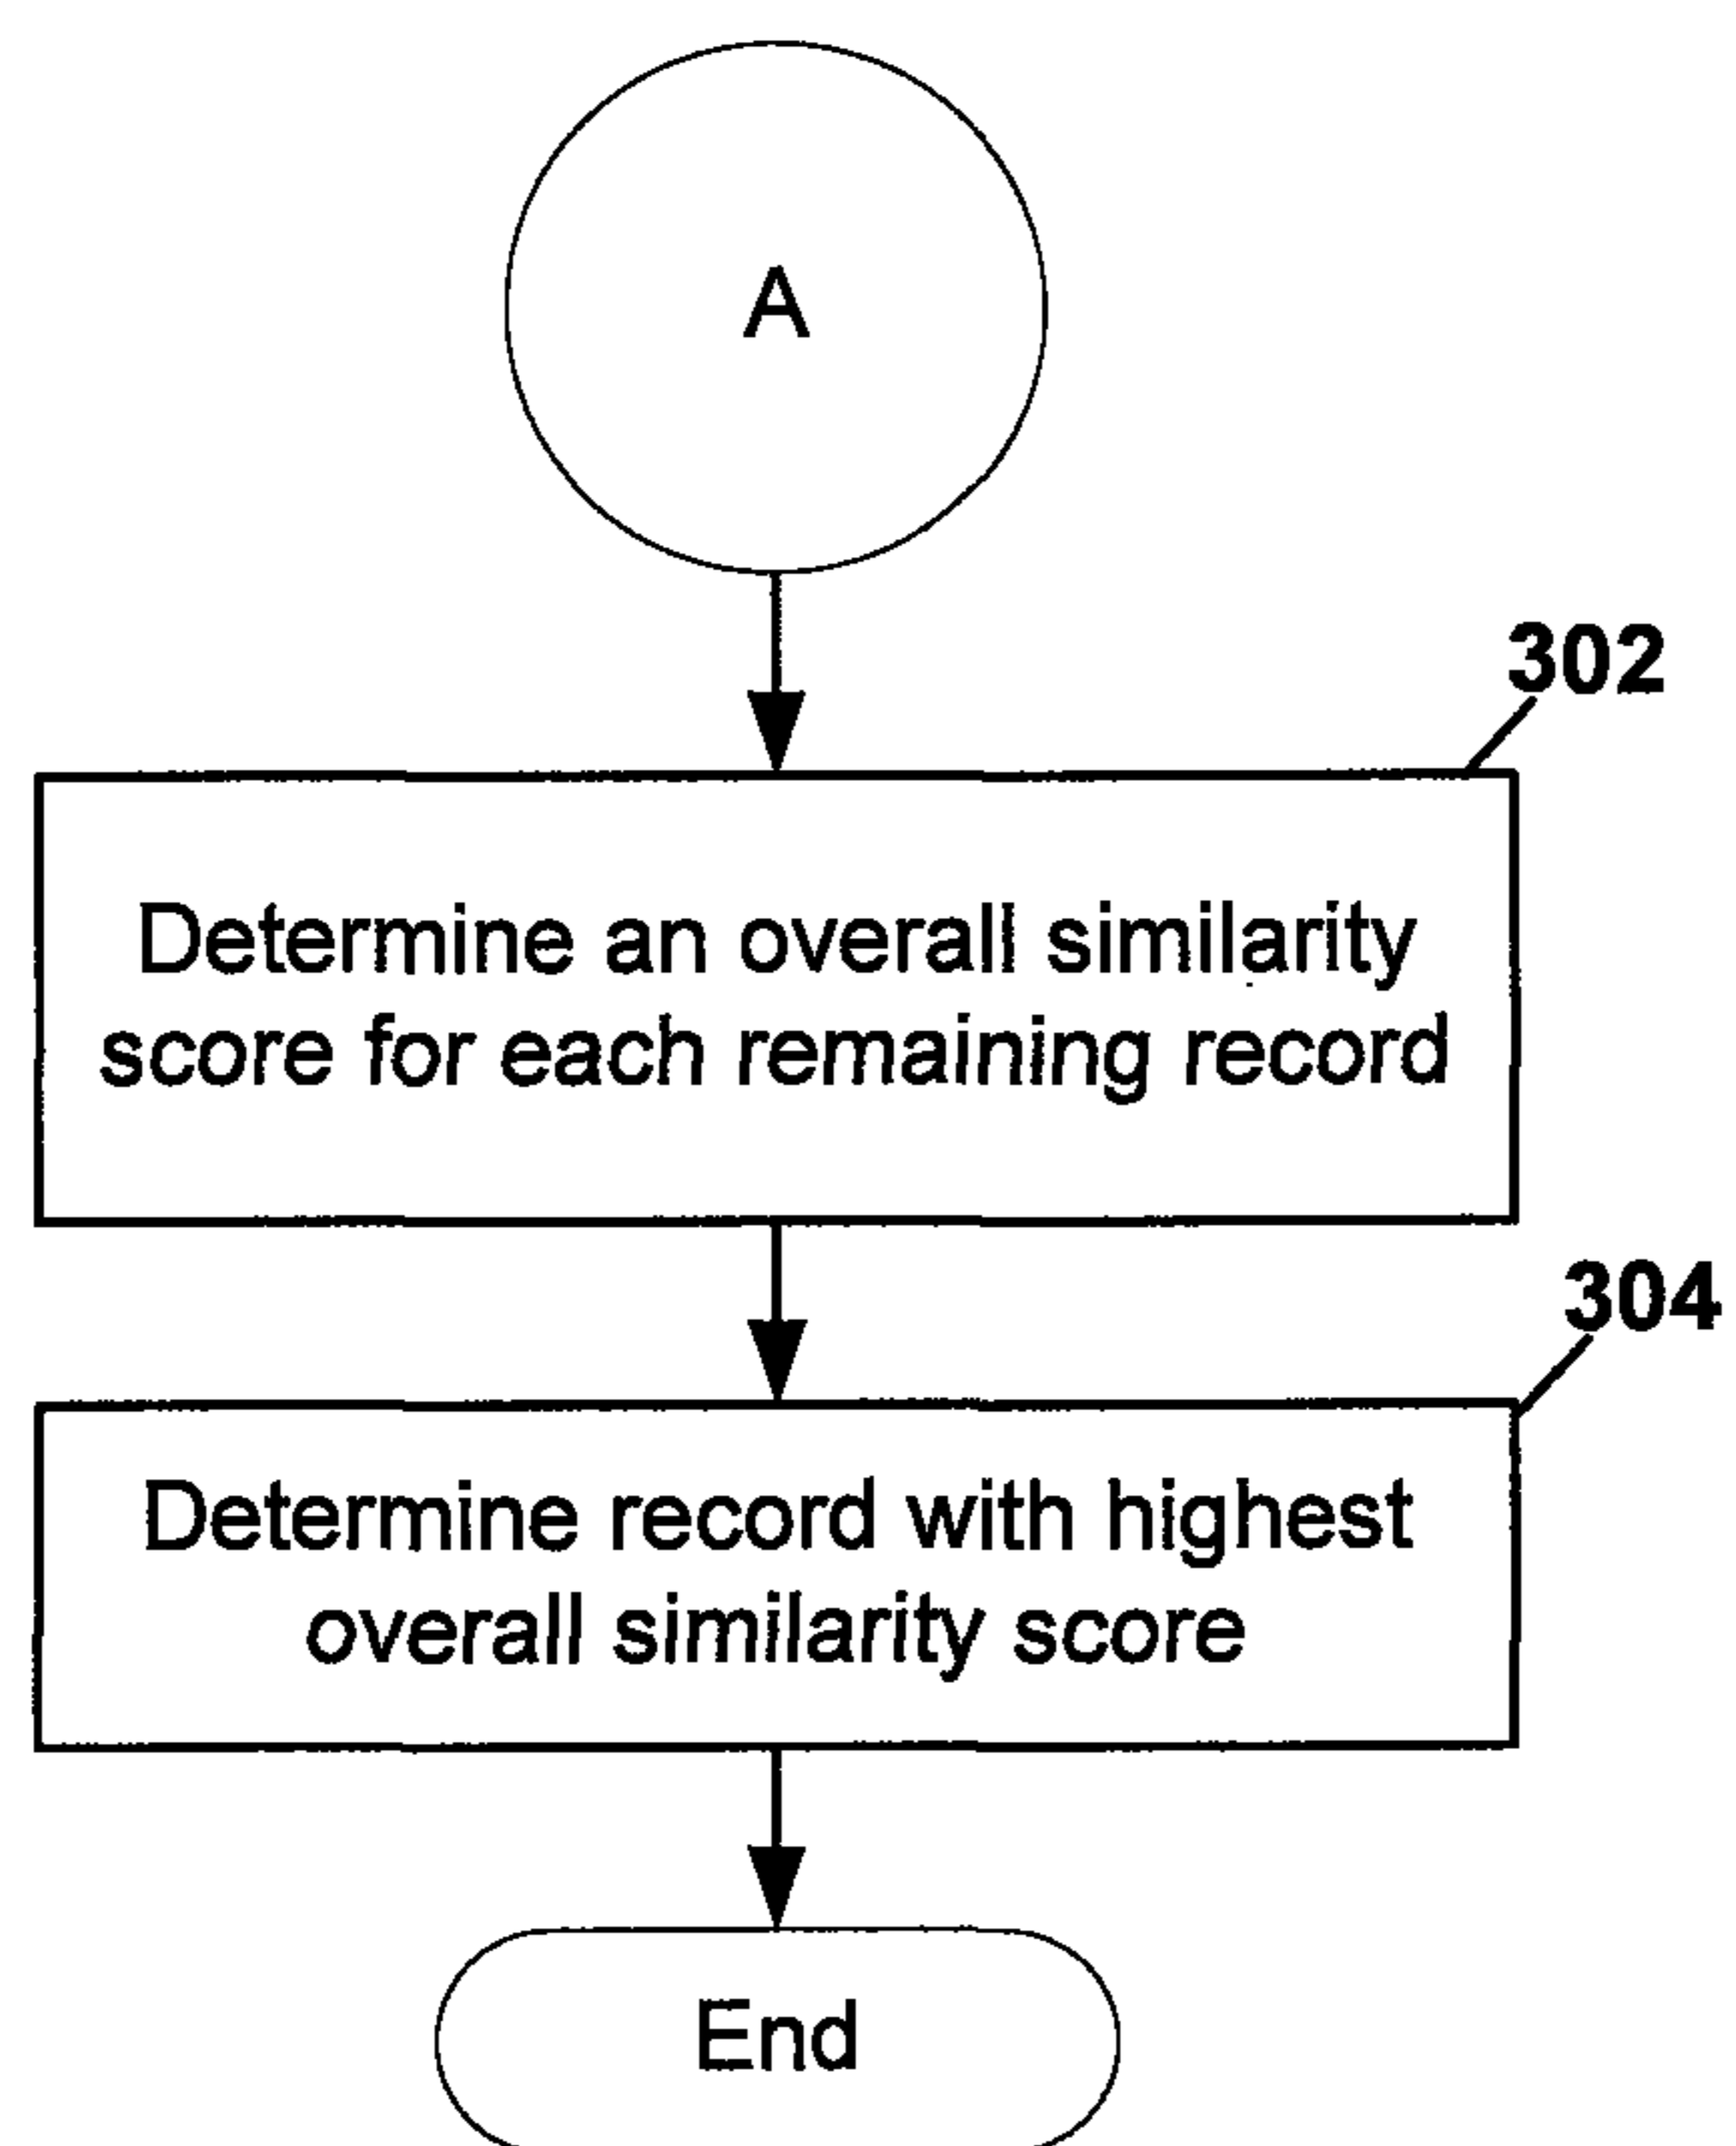 A
302
Determine an overall similarity
score for each remaining record
304
Determine record with highest
overall similarity score
End